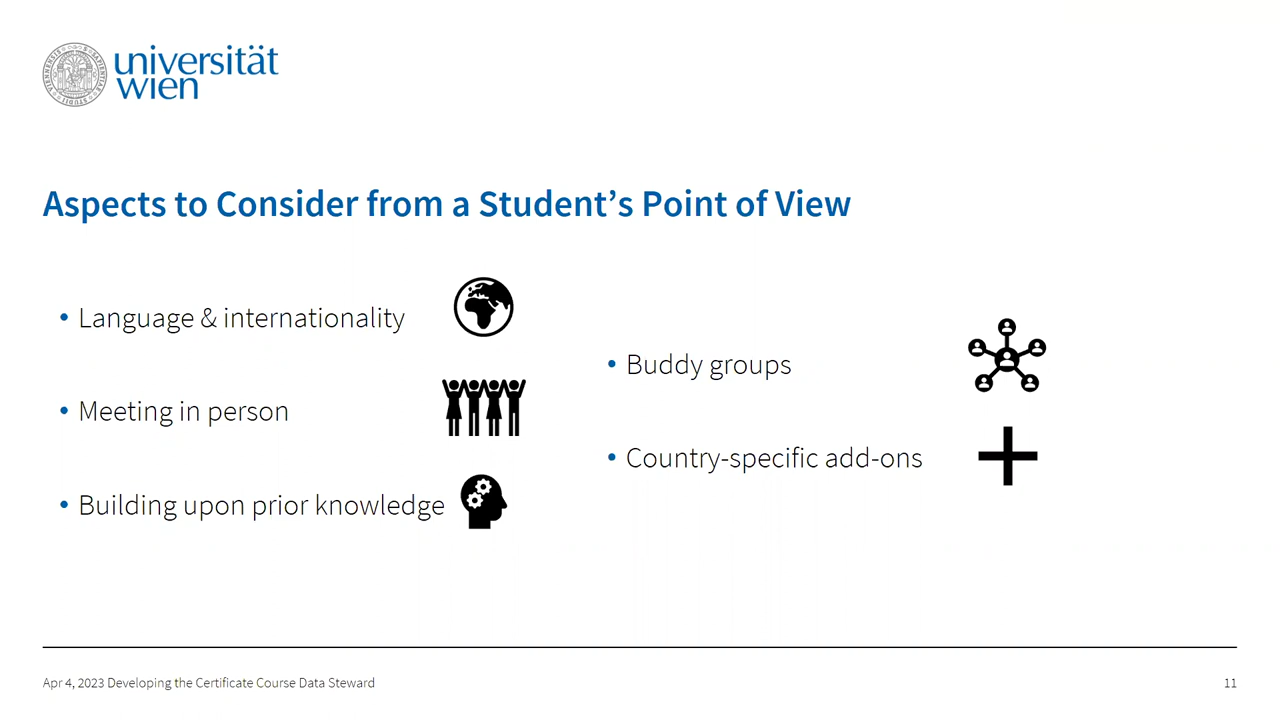 universität
wien
Aspects to Consider from a Student’s Point of View
• Language & internationality
• Meeting in person
• Building upon prior knowledge
• Buddy groups
• Country-specific add-ons
Apr 4, 2023 Developing the Certificate Course Data Steward
11